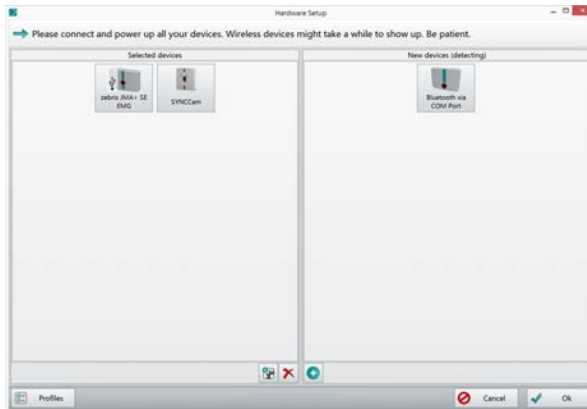 Hardware Setup
Please connect and power up all your devices. Wireless devices might take a while to show up. Be patient.
Selected devices
New devices (detecting)
zebris JMA+ SE
EMG
SYNCCam
Bluetooth via
COM Port
Profiles
Cancel
Ok